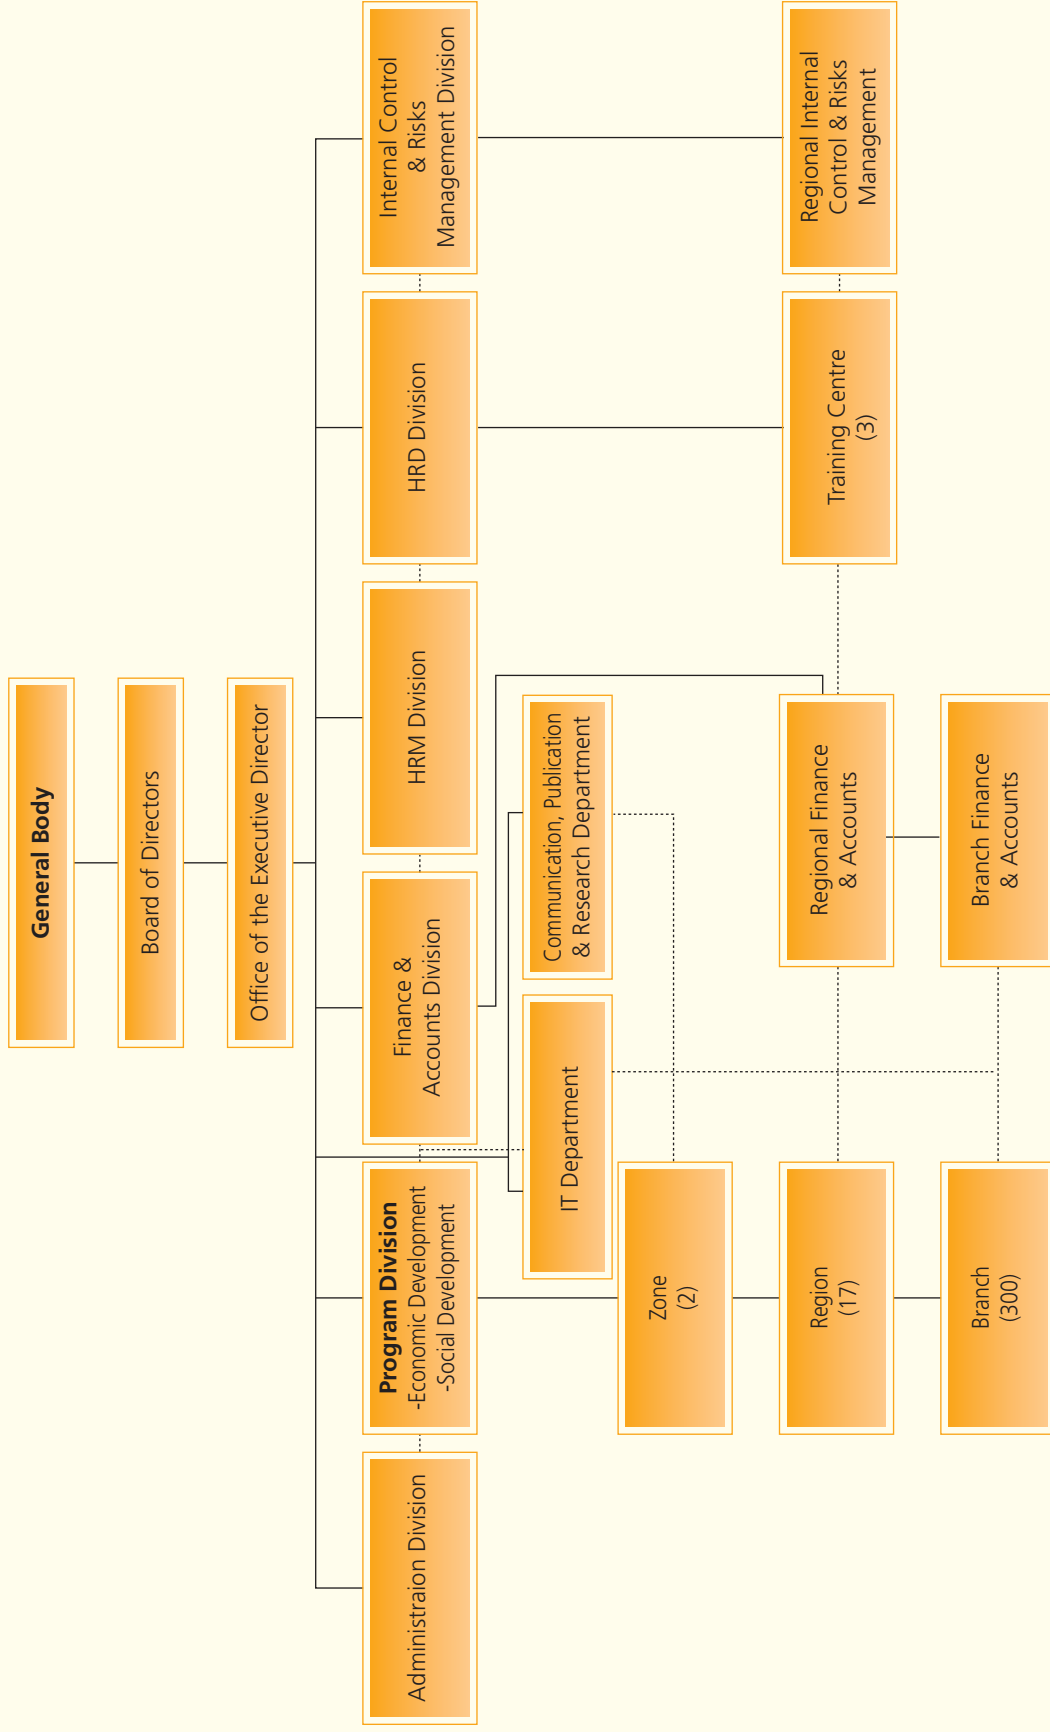 General Body
Board of Directors
Office of the Executive Director
Administraion Division
Program Division
-Economic Development
-Social Development
Finance &
Accounts Division
HRM Division
HRD Division
Internal Control
& Risks
Management Division
IT Department
Communication, Publication
& Research Department
Zone
(2)
Region
(17)
Regional Finance
& Accounts
Training Centre
(3)
Regional Internal
Control & Risks
Management
Branch
(300)
Branch Finance
& Accounts